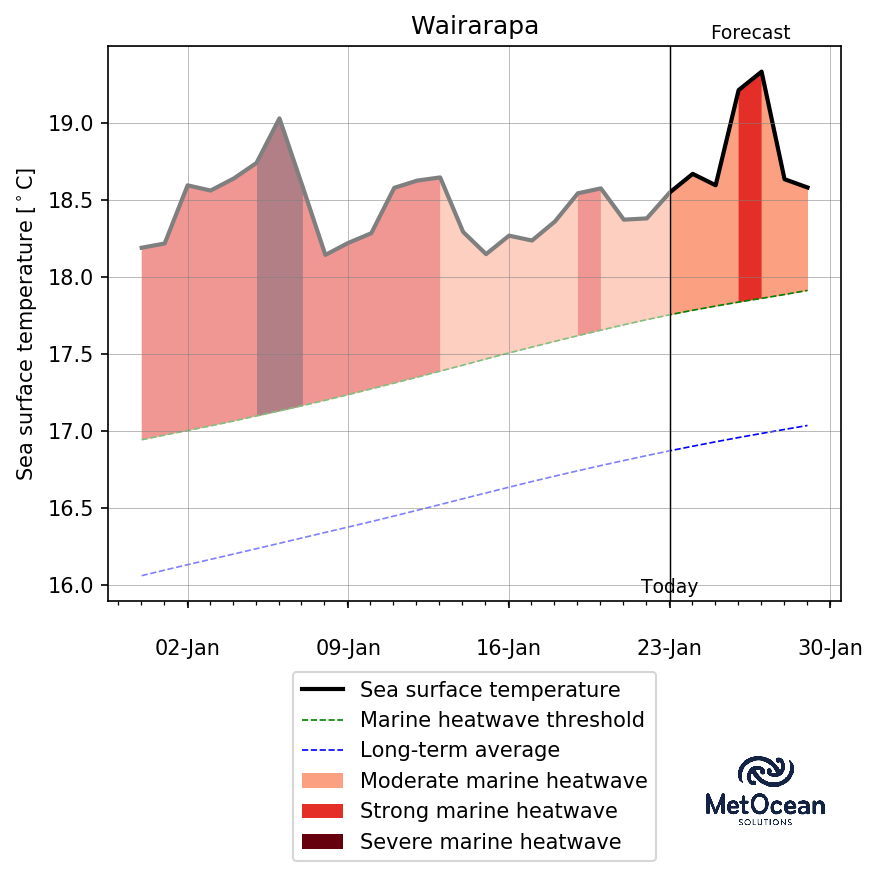 Wairarapa
Forecast
Sea surface temperature [°C]
19.0
18.5
18.0
17.5
17.0
16.5
16.0
Today
02-Jan
09-Jan
16-Jan
23-Jan
30-Jan
Sea surface temperature
Marine heatwave threshold
Long-term average
Moderate marine heatwave
Strong marine heatwave
Severe marine heatwave
MetOcean
SOLUTIONS